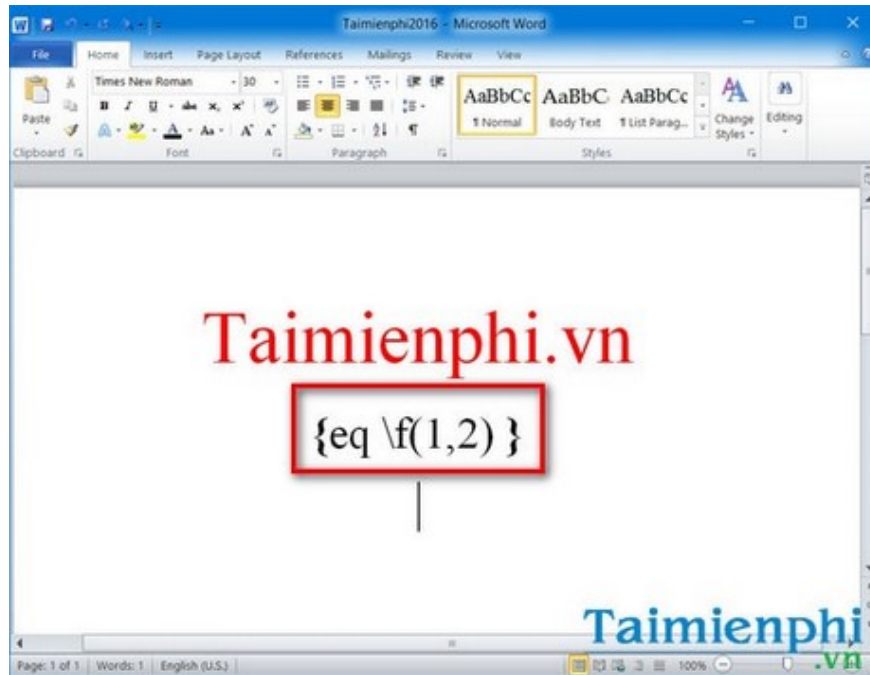 Taimienphi2016 - Microsoft Word
File Home Insert Page Layout References Mailings Review View
Times New Roman 30
Paste
Clipboard Font Paragraph Styles
AaBbCc AaBbC AaBbCc
¶ Normal Body Text ¶ List Parag...
Change Styles
Editing
Taimienphi.vn
{eq \f(1,2) }
Taimienphi
.vn
Page: 1 of 1 Words: 1 English (U.S.) 100%